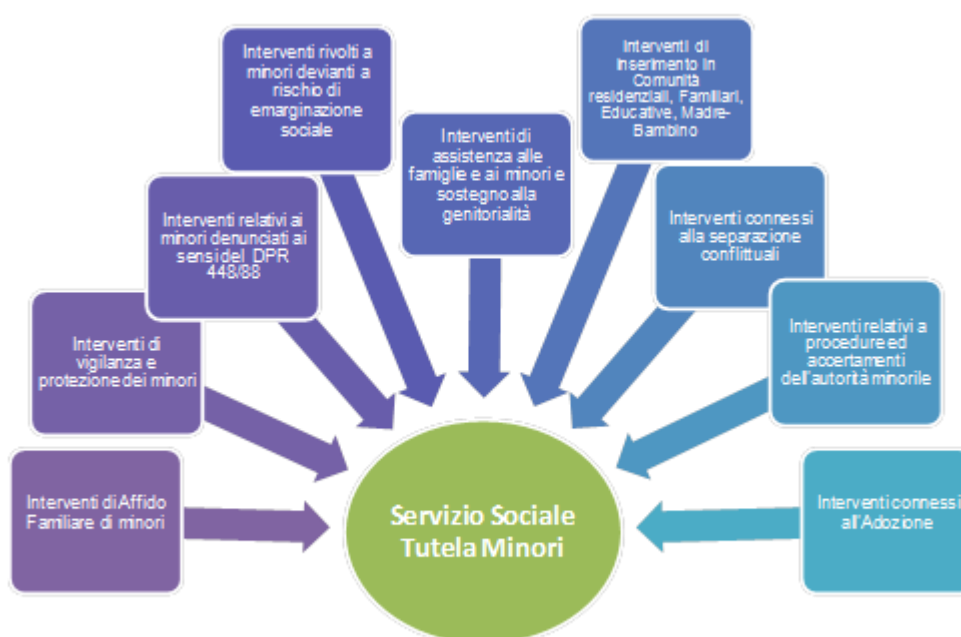 Interventi rivolti a
minori devianti a
rischio di
emarginazione
sociale
Interventi di
inserimento in
Comunità
residenziali, Familiari,
Educative, Madre-
Bambino
Interventi di
assistenza alle
famiglie e ai minori e
sostegno alla
genitorialità
Interventi relativi ai
minori denunciati ai
sensi del DPR
448/88
Interventi connessi
alla separazione
conflittuali
Interventi di
vigilanza e
protezione dei minori
Interventi relativi a
procedure ed
accertamenti
dell'autorità minorile
Interventi di Affido
Familiare di minori
Interventi connessi
all'Adozione
Servizio Sociale
Tutela Minori